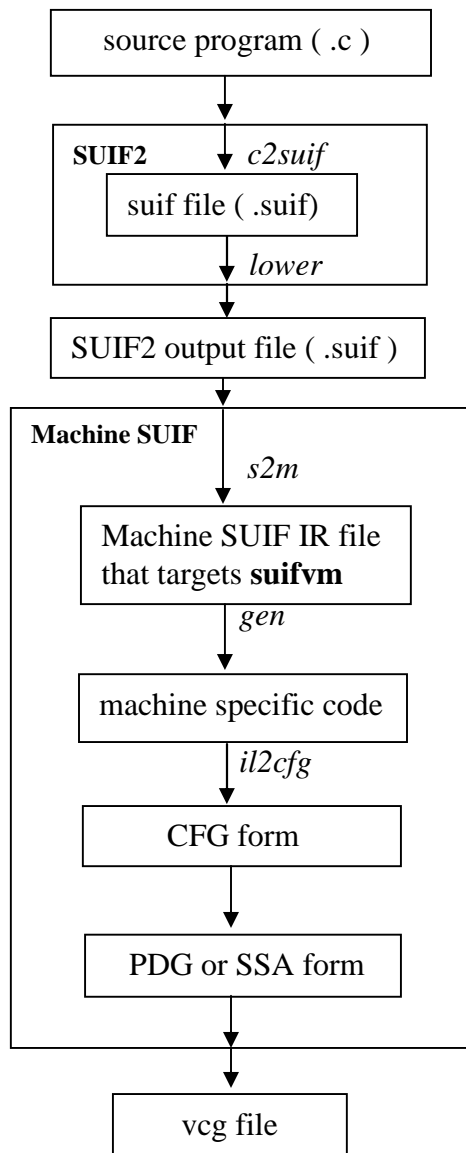 source program ( .c )
SUIF2
c2suif
suif file ( .suif)
lower
SUIF2 output file ( .suif )
Machine SUIF
s2m
Machine SUIF IR file
that targets suifvm
gen
machine specific code
il2cfg
CFG form
PDG or SSA form
vcg file